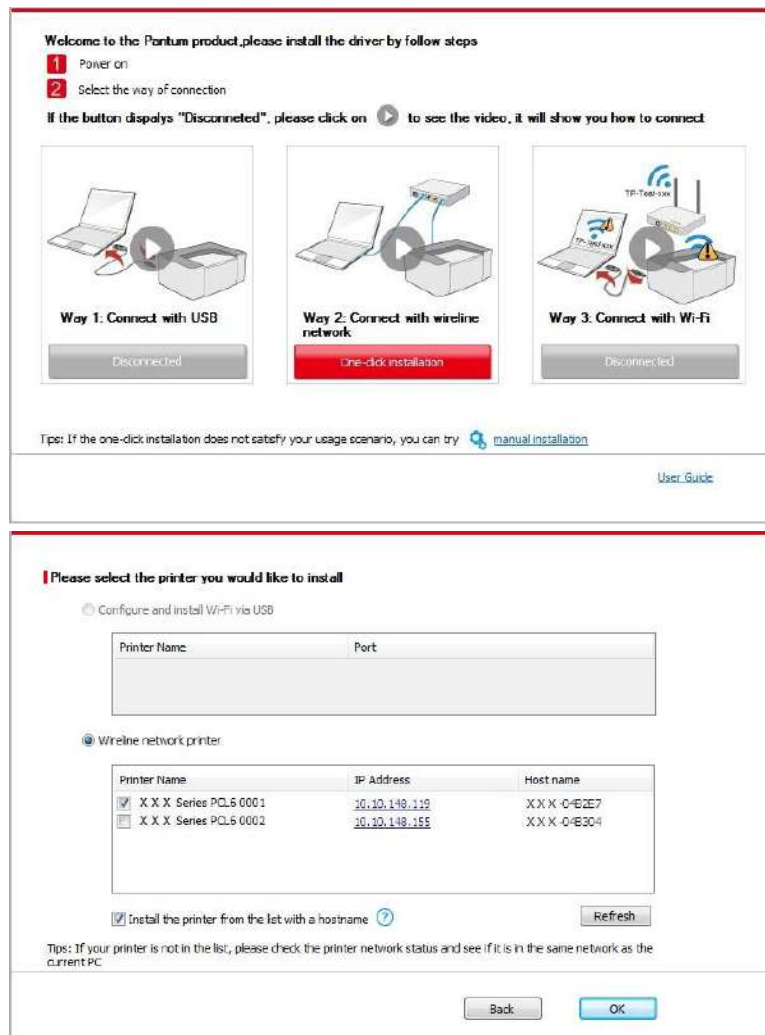 Welcome to the Pantum product,please install the driver by follow steps
1 Power on
2 Select the way of connection
If the button dispalys "Disconneted", please click on to see the video, it will show you how to connect
TP-Test-xxx
TP-Test-xxx
Way 1: Connect with USB
Way 2: Connect with wireline
network
Way 3: Connect with Wi-Fi
Disconnected
One-click installation
Disconnected
Tips: If the one-click installation does not satisfy your usage scenario, you can try manual installation
User Guide
Please select the printer you would like to install
Configure and install Wi-Fi via USB
Printer Name Port
Wireline network printer
Printer Name IP Address Host name
X X X Series PCL6 0001 10.10.148.119 X X X -04B2E7
X X X Series PCL6 0002 10.10.148.155 X X X -04B304
Install the printer from the list with a hostname ?
Refresh
Tips: If your printer is not in the list, please check the printer network status and see if it is in the same network as the
current PC
Back OK